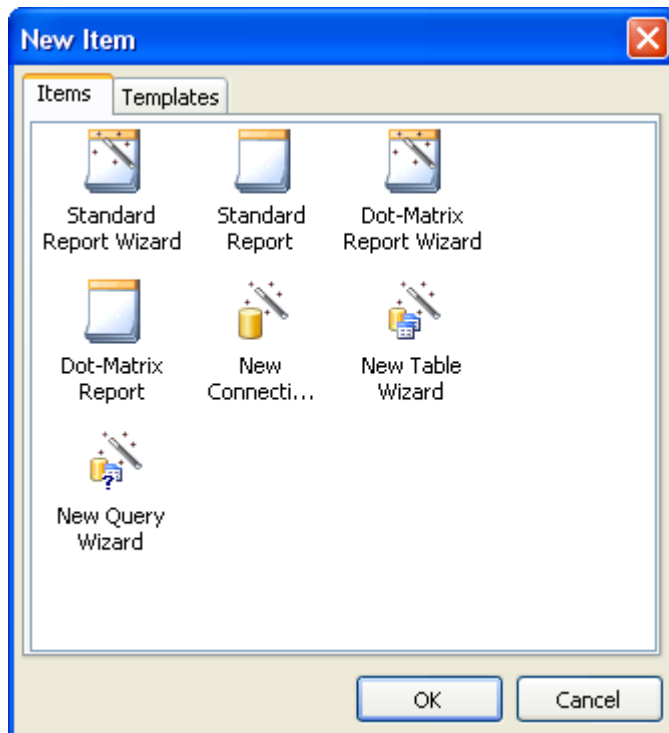 New Item
Items Templates
Standard Report Wizard
Standard Report
Dot-Matrix Report Wizard
Dot-Matrix Report
New Connecti...
New Table Wizard
New Query Wizard
OK Cancel